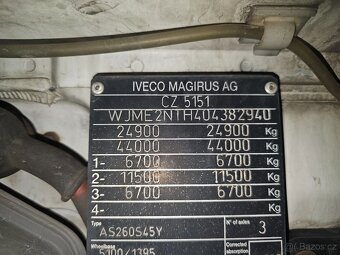 IVECO MAGIRUS AG
CZ 5151
WJME2NTH404382940
24900 24900 Kg
44000 44000 Kg
1- 6700 6700 Kg
2- 11500 11500 Kg
3- 6700 6700 Kg
4- Kg
Type N° of axles
AS260S45Y 3
Wheelbase Corrected
5100/1395 absorption